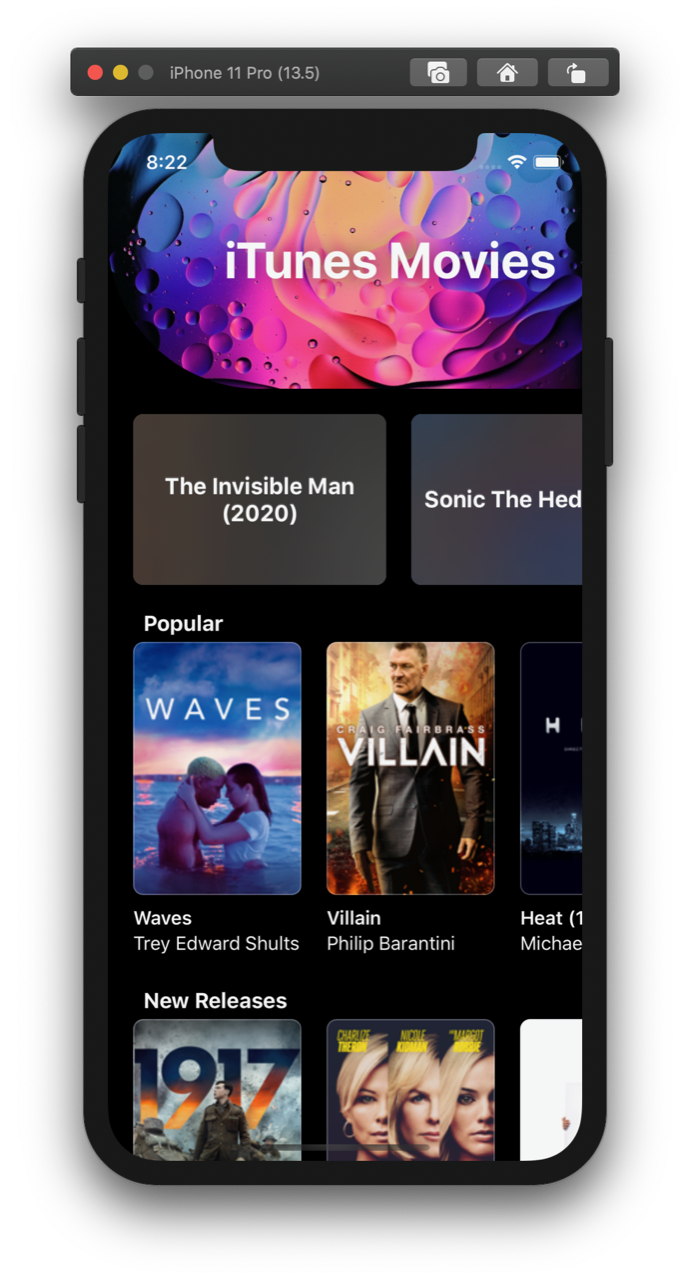 iPhone 11 Pro (13.5)
8:22
iTunes Movies
The Invisible Man
(2020)
Sonic The Hed
Popular
WAVES
CRAIG FAIRBRASS
VILLAIN
H
Waves
Villain
Heat (1
Trey Edward Shults
Philip Barantini
Michae
New Releases
1917
CHARLIZE
THERON
NICOLE
KIDMAN
MARGOT
ROBBIE